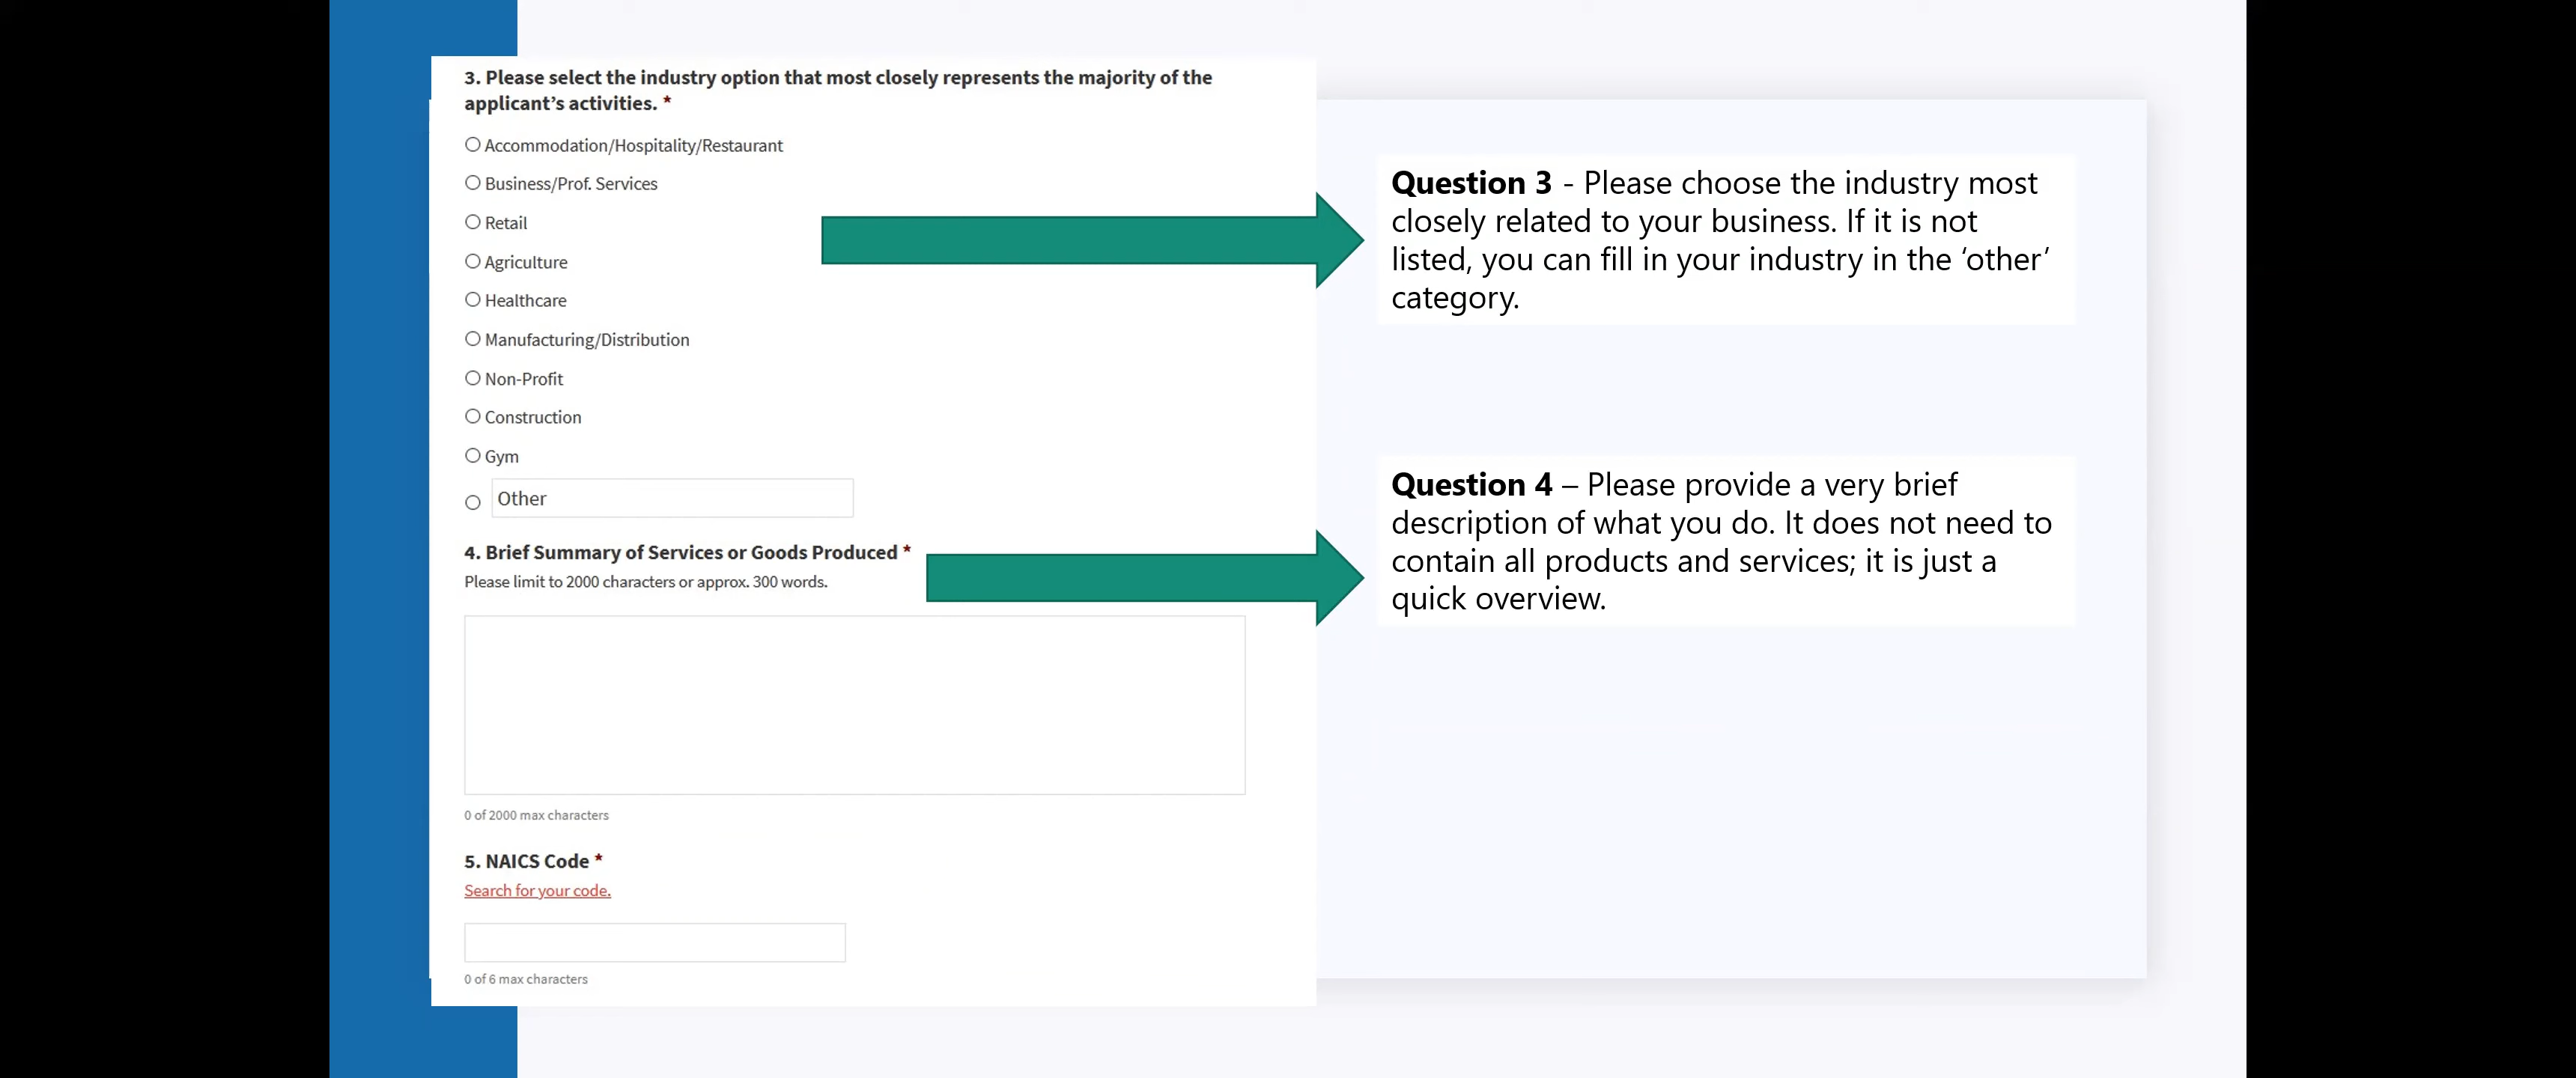 3. Please select the industry option that most closely represents the majority of the
applicant’s activities. *
Accommodation/Hospitality/Restaurant
Business/Prof. Services
Retail
Agriculture
Healthcare
Manufacturing/Distribution
Non-Profit
Construction
Gym
Other
4. Brief Summary of Services or Goods Produced *
Please limit to 2000 characters or approx. 300 words.
0 of 2000 max characters
5. NAICS Code *
Search for your code.
0 of 6 max characters
Question 3 - Please choose the industry most
closely related to your business. If it is not
listed, you can fill in your industry in the ‘other’
category.
Question 4 – Please provide a very brief
description of what you do. It does not need to
contain all products and services; it is just a
quick overview.